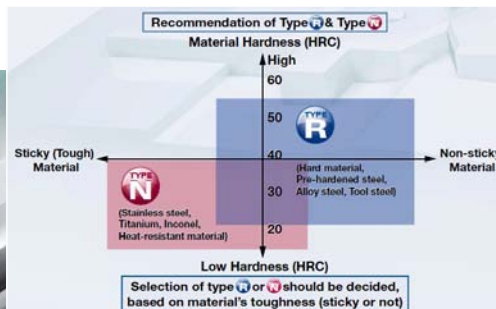 Recommendation of Type R & Type N
Material Hardness (HRC)
High
60
50
TYPE
R
Sticky (Tough)
Material
40
Non-sticky
Material
TYPE
N
(Hard material,
Pre-hardened steel,
Alloy steel, Tool steel)
30
(Stainless steel,
Titanium, Inconel,
Heat-resistant material)
20
Low Hardness (HRC)
Selection of type R or N should be decided,
based on material's toughness (sticky or not)